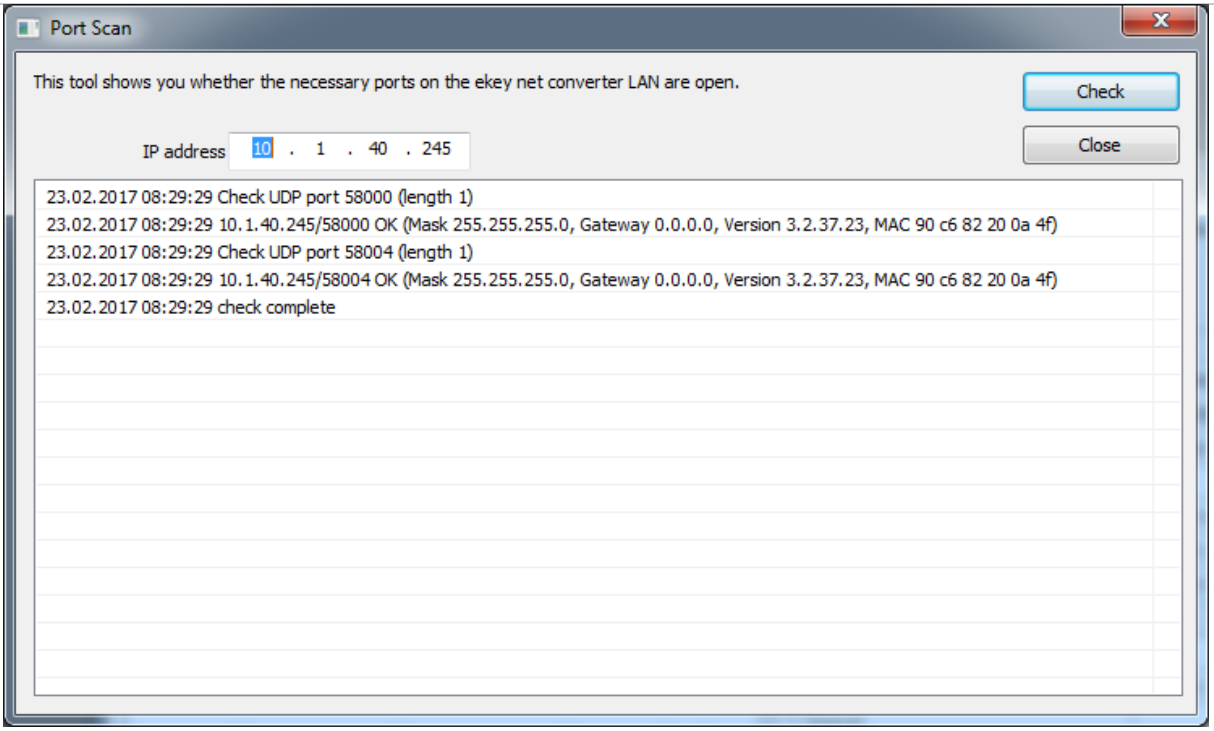 Port Scan
This tool shows you whether the necessary ports on the ekey net converter LAN are open.
Check
IP address 10 . 1 . 40 . 245
Close
23.02.2017 08:29:29 Check UDP port 58000 (length 1)
23.02.2017 08:29:29 10.1.40.245/58000 OK (Mask 255.255.255.0, Gateway 0.0.0.0, Version 3.2.37.23, MAC 90 c6 82 20 0a 4f)
23.02.2017 08:29:29 Check UDP port 58004 (length 1)
23.02.2017 08:29:29 10.1.40.245/58004 OK (Mask 255.255.255.0, Gateway 0.0.0.0, Version 3.2.37.23, MAC 90 c6 82 20 0a 4f)
23.02.2017 08:29:29 check complete